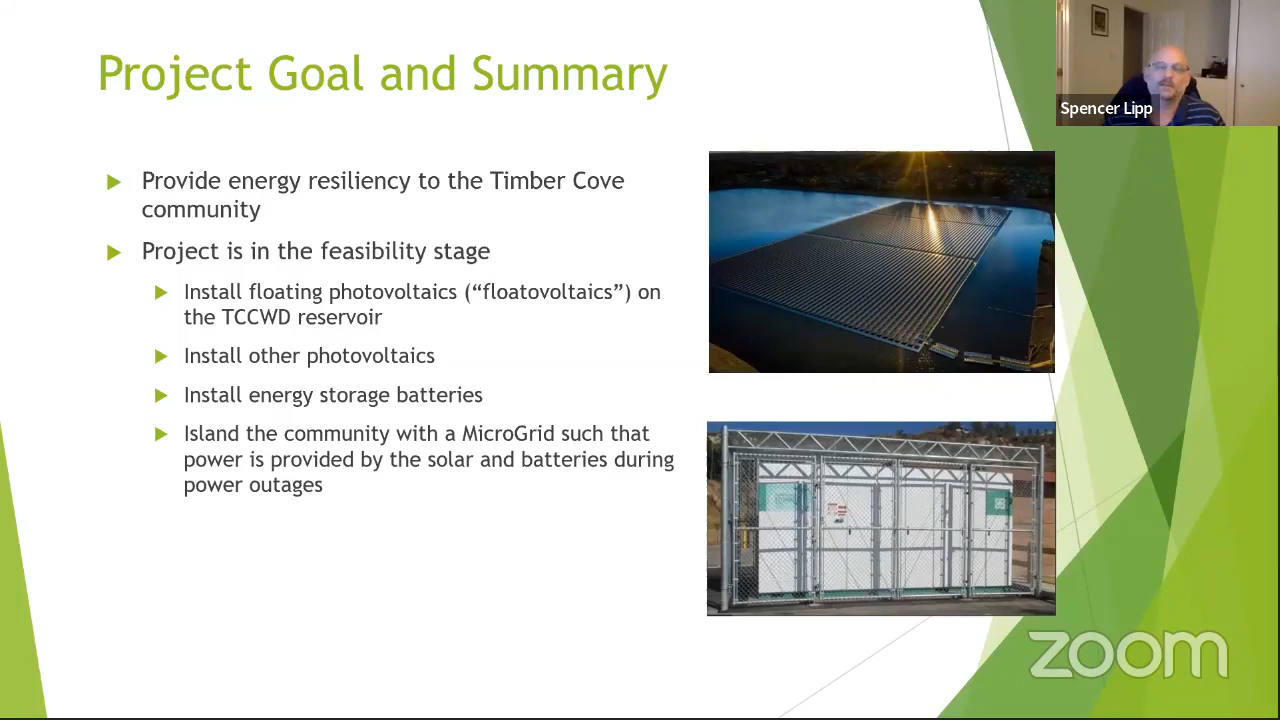 Project Goal and Summary
Spencer Lipp
Provide energy resiliency to the Timber Cove
community
Project is in the feasibility stage
Install floating photovoltaics (“floatovoltaics”) on
the TCCWD reservoir
Install other photovoltaics
Install energy storage batteries
Island the community with a MicroGrid such that
power is provided by the solar and batteries during
power outages
zoom